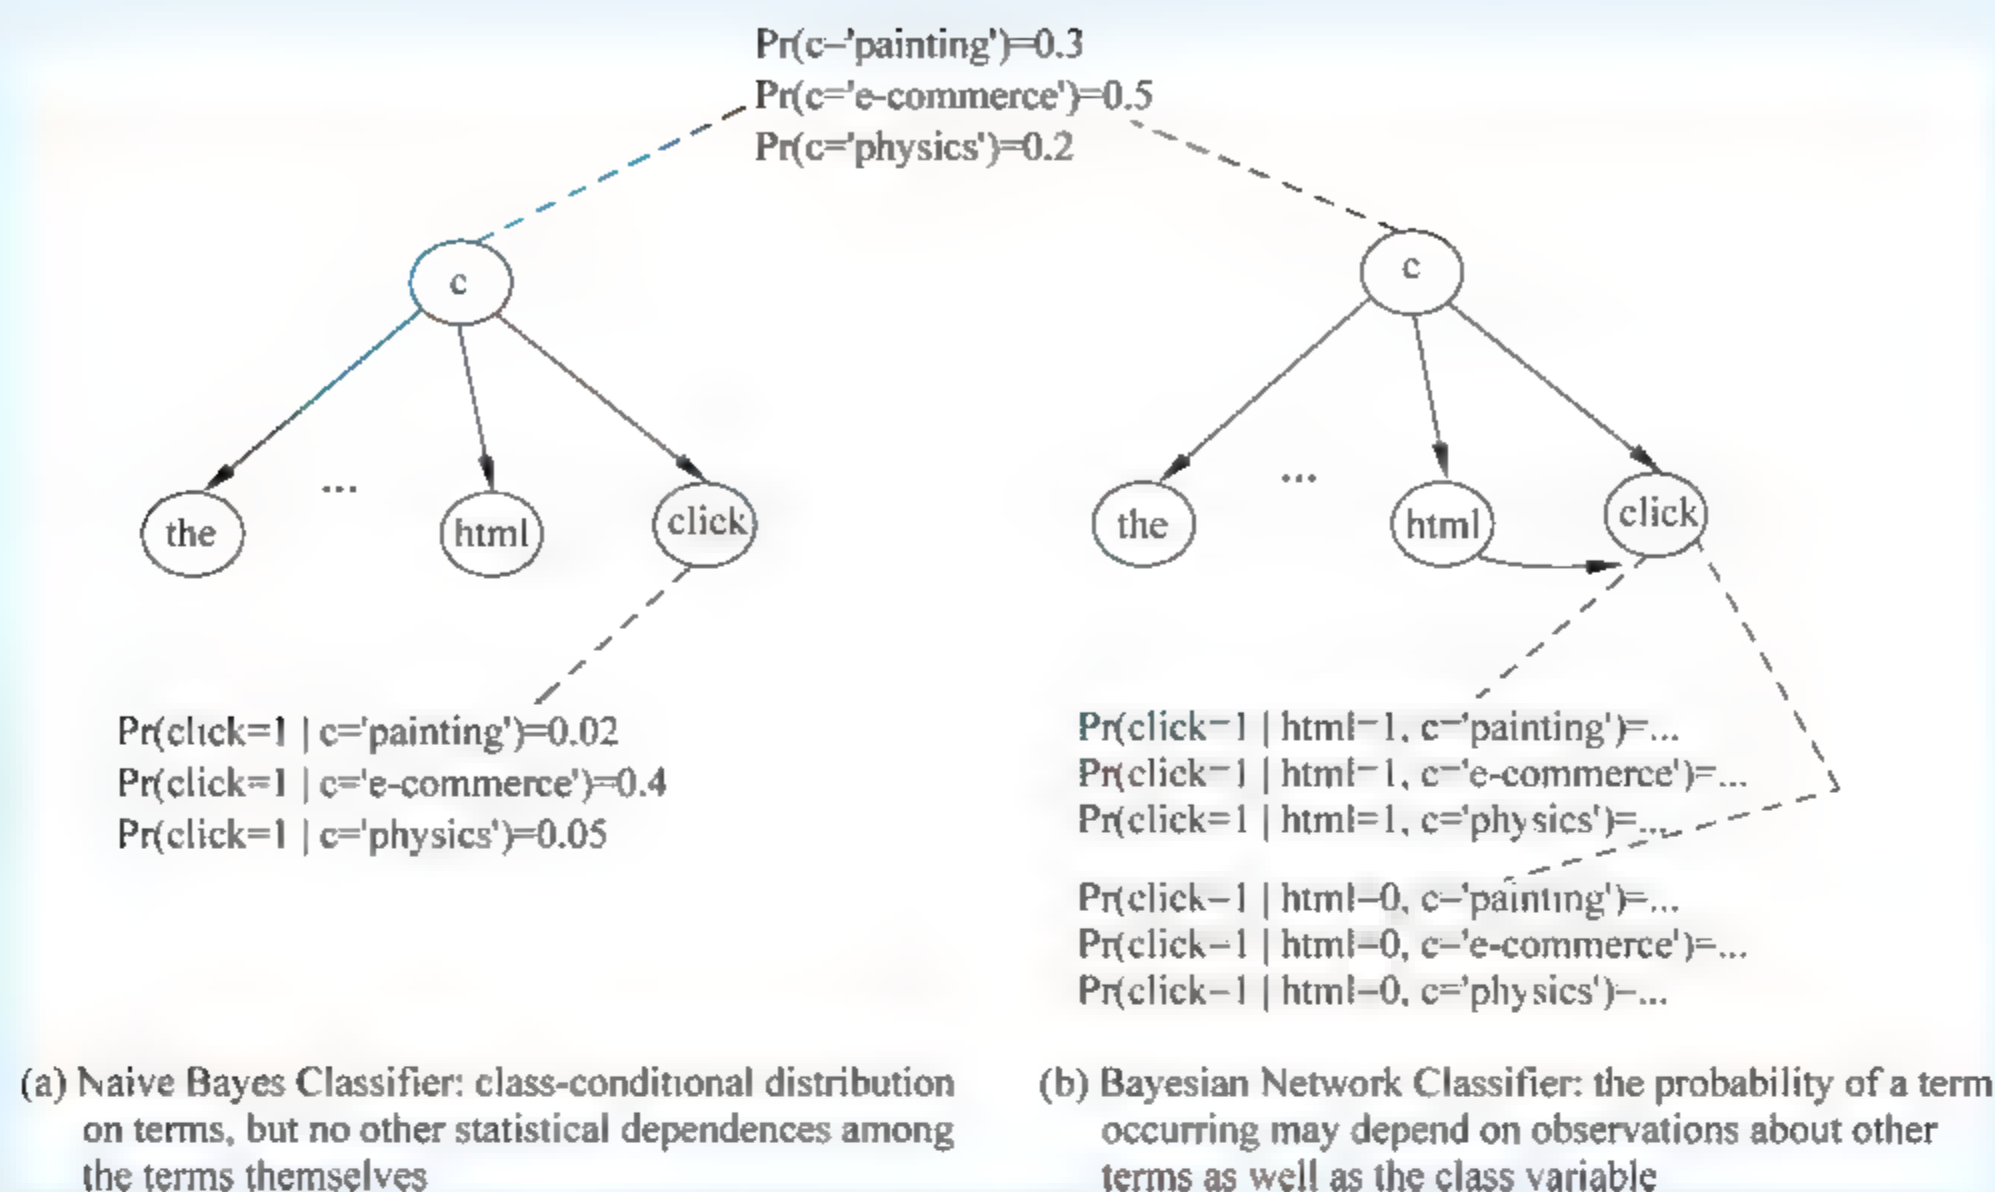 Pr(c='painting')=0.3
Pr(c='e-commerce')=0.5
Pr(c='physics')=0.2
c
the
...
html
click
Pr(click=1 | c='painting')=0.02
Pr(click=1 | c='e-commerce')=0.4
Pr(click=1 | c='physics')=0.05
(a) Naive Bayes Classifier: class-conditional distribution
on terms, but no other statistical dependences among
the terms themselves
c
the
...
html
click
Pr(click=1 | html=1, c='painting')=...
Pr(click=1 | html=1, c='e-commerce')=...
Pr(click=1 | html=1, c='physics')=...
Pr(click=1 | html=0, c='painting')=...
Pr(click=1 | html=0, c='e-commerce')=...
Pr(click=1 | html=0, c='physics')=...
(b) Bayesian Network Classifier: the probability of a term
occurring may depend on observations about other
terms as well as the class variable